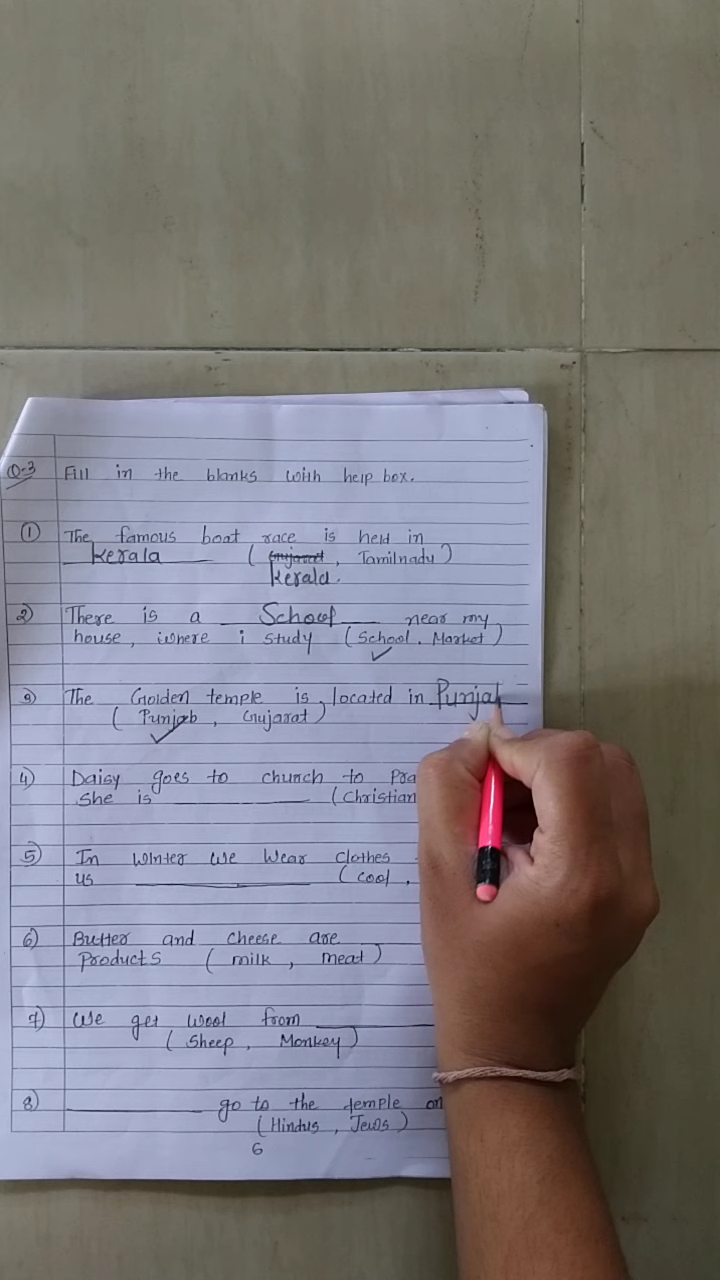 Q-3 Fill in the blanks with help box.
1 The famous boat race is held in
Kerala ( Gujarat , Tamilnadu )
Kerala.
2) There is a School near my
house, where i study ( School , Market )
3) The Golden temple is located in Punjab
( Punjab , Gujarat )
4) Daisy goes to church to Pra
She is ( Christian
5) In winter we wear clothes
us ( cool ,
6) Butter and cheese are
Products ( milk , meat )
7) We get wool from
( Sheep , Monkey )
8) go to the temple on
( Hindus , Jews )
6